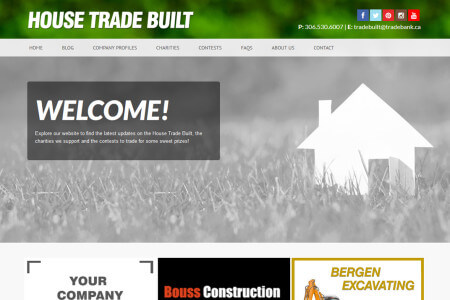 HOUSE TRADE BUILT
P: 306.530.6007 | E: tradebuilt@tradebank.ca
HOME BLOG COMPANY PROFILES CHARITIES CONTESTS FAQS ABOUT US CONTACT
WELCOME!
Explore our website to find the latest updates on the House Trade Built, the
charities we support and the contests to trade for some sweet prizes!
YOUR
COMPANY
Bouss Construction
BERGEN
EXCAVATING